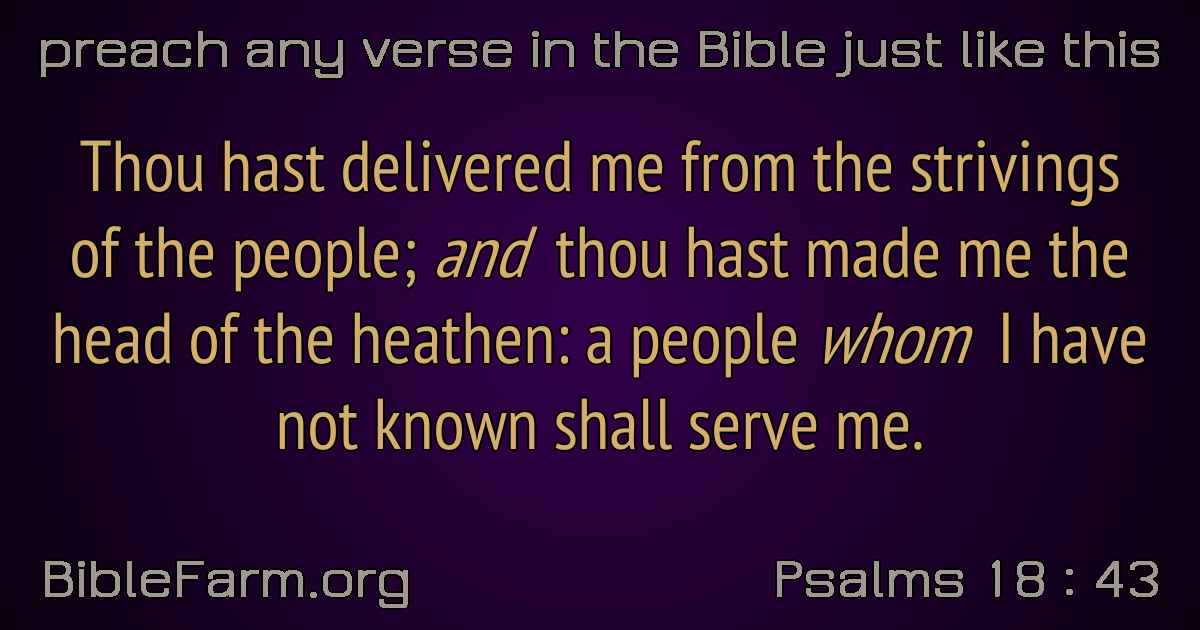 preach any verse in the Bible just like this
Thou hast delivered me from the strivings
of the people; and thou hast made me the
head of the heathen: a people whom I have
not known shall serve me.
BibleFarm.org
Psalms 18 : 43